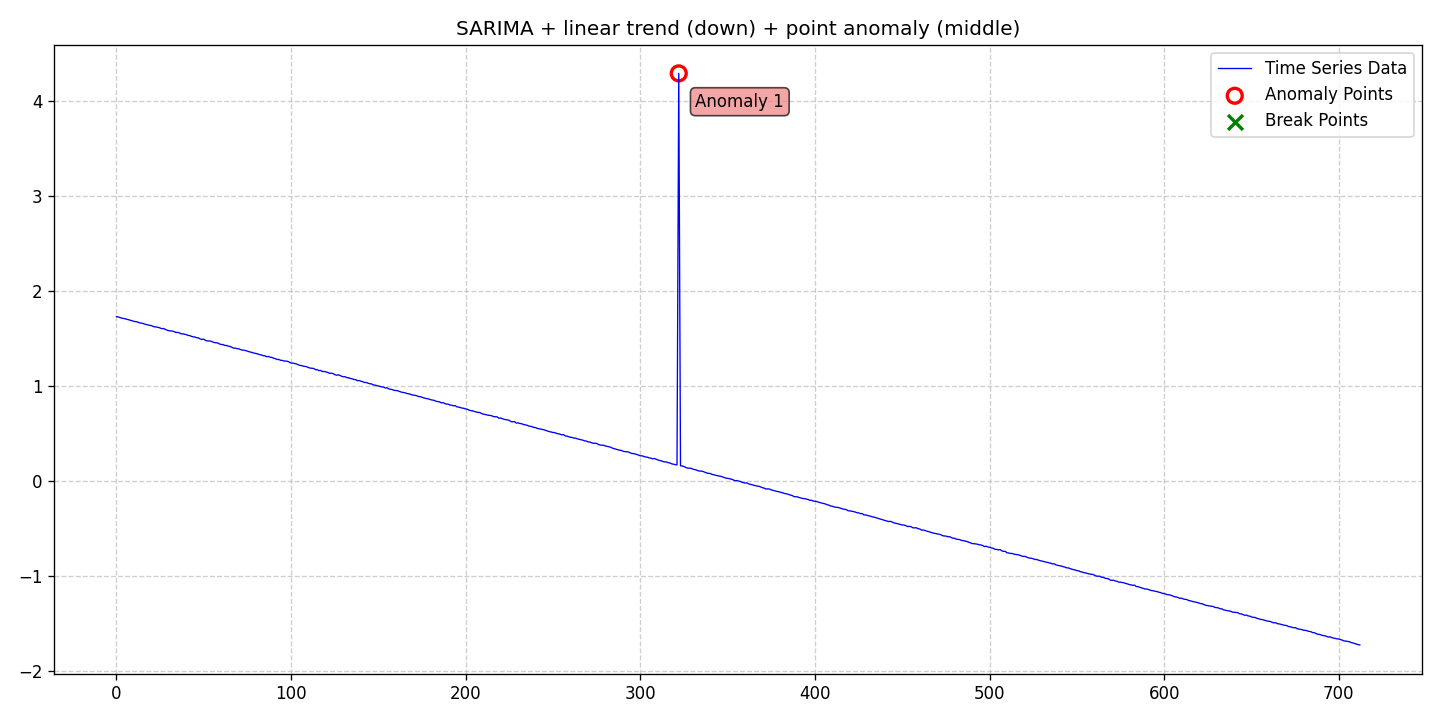 SARIMA + linear trend (down) + point anomaly (middle)
Time Series Data
Anomaly Points
Break Points
Anomaly 1
4
3
2
1
0
−1
−2
0 100 200 300 400 500 600 700